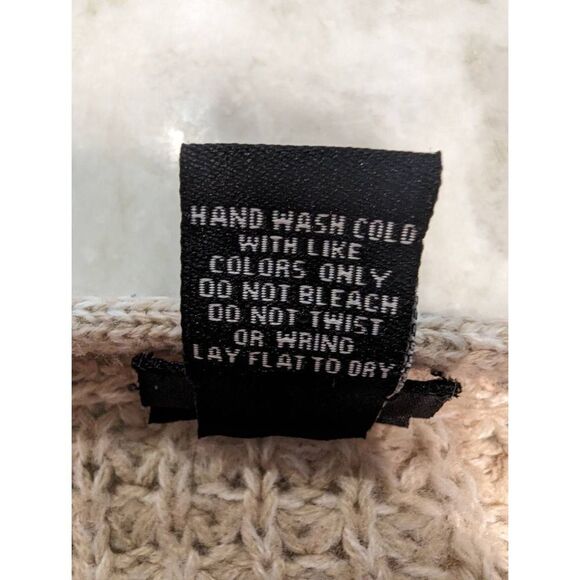 HAND WASH COLD
WITH LIKE
COLORS ONLY
DO NOT BLEACH
DO NOT TWIST
OR WRING
LAY FLAT TO DRY